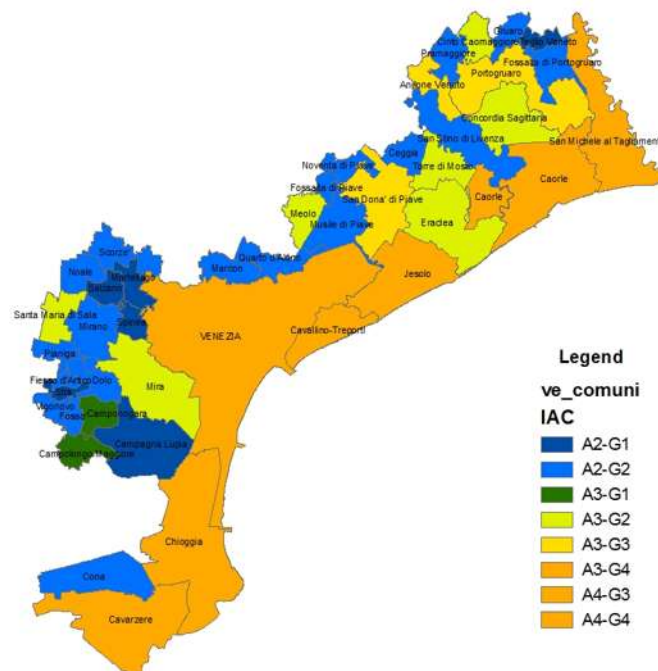 Gruaro
Cinto Caomaggiore
Teglio Veneto
Pramaggiore
Fossalta di Portogruaro
Portogruaro
Annone Veneto
Concordia Sagittaria
San Stino di Livenza
San Michele al Tagliament
Ceggia
Noventa di Piave
Torre di Mosto
Caorle
Fossalta di Piave
San Dona' di Piave
Caorle
Meolo
Eraclea
Musile di Piave
Scorzè
Quarto d'Altino
Marcon
Noale
Martellago
Jesolo
Salzano
Santa Maria di Sala
Spinea
Mirano
VENEZIA
Cavallino-Treporti
Pianiga
Fiesso d'Artico
Dolo
Mira
Stra
Vigonovo
Fosso
Camponogara
Campagna Lupia
Campolongo Maggiore
Chioggia
Cona
Cavarzere
Legend
ve_comuni
IAC
A2-G1
A2-G2
A3-G1
A3-G2
A3-G3
A3-G4
A4-G3
A4-G4